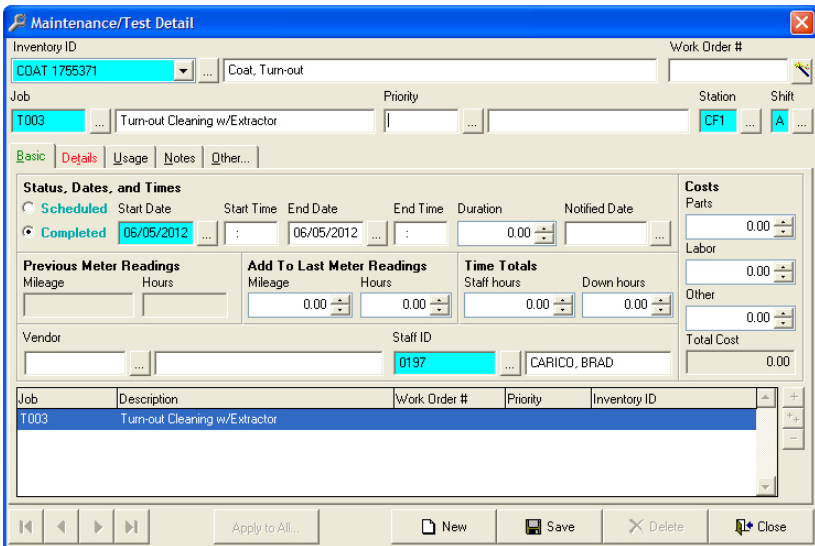 Maintenance/Test Detail
Inventory ID Work Order #
COAT 1755371 ... Coat, Turn-out
Job Priority Station Shift
T003 ... Turn-out Cleaning w/Extractor ... CF1 ... A ...
Basic Details Usage Notes Other...
Status, Dates, and Times Costs
Scheduled Start Date Start Time End Date End Time Duration Notified Date Parts
Completed 06/05/2012 ... : 06/05/2012 ... : 0.00 ... 0.00
Labor
Previous Meter Readings Add To Last Meter Readings Time Totals 0.00
Mileage Hours Mileage Hours Staff hours Down hours
Other
0.00 0.00 0.00 0.00 0.00
Vendor Staff ID Total Cost
... 0197 ... CARICO, BRAD 0.00
Job Description Work Order # Priority Inventory ID
T003 Turn-out Cleaning w/Extractor
Apply to All... New Save Delete Close